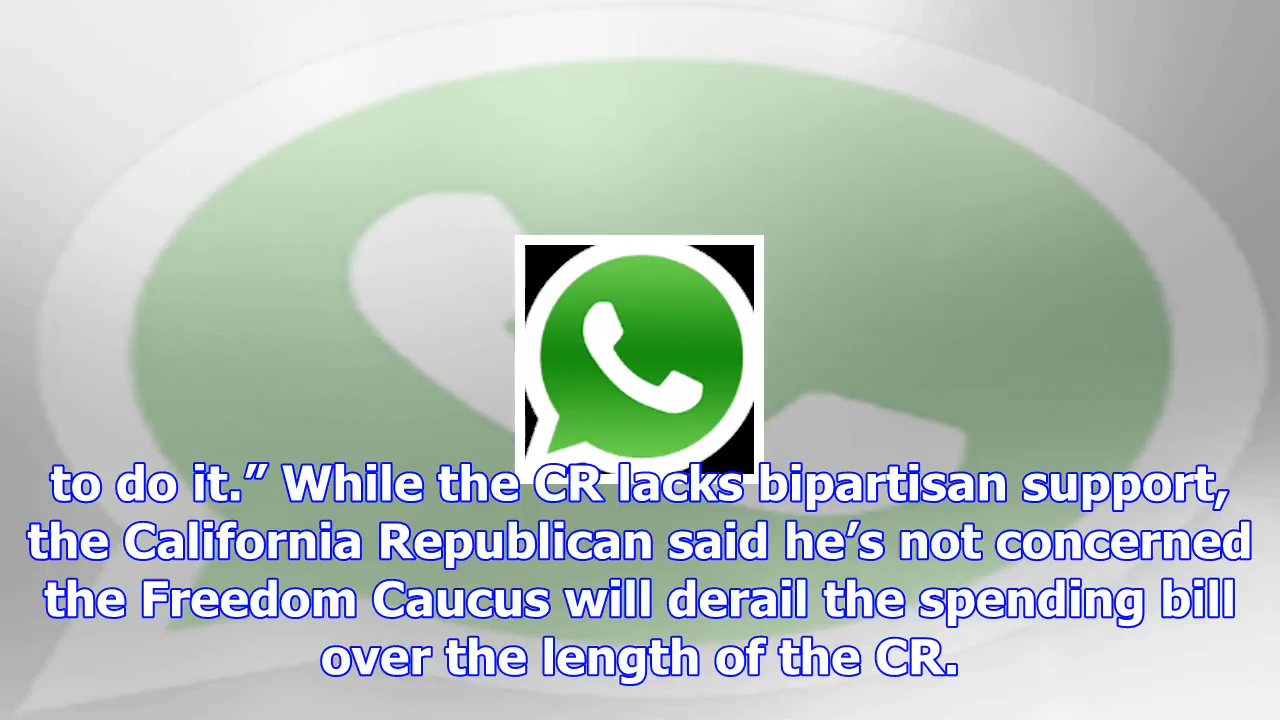 to do it.” While the CR lacks bipartisan support,
the California Republican said he’s not concerned
the Freedom Caucus will derail the spending bill
over the length of the CR.